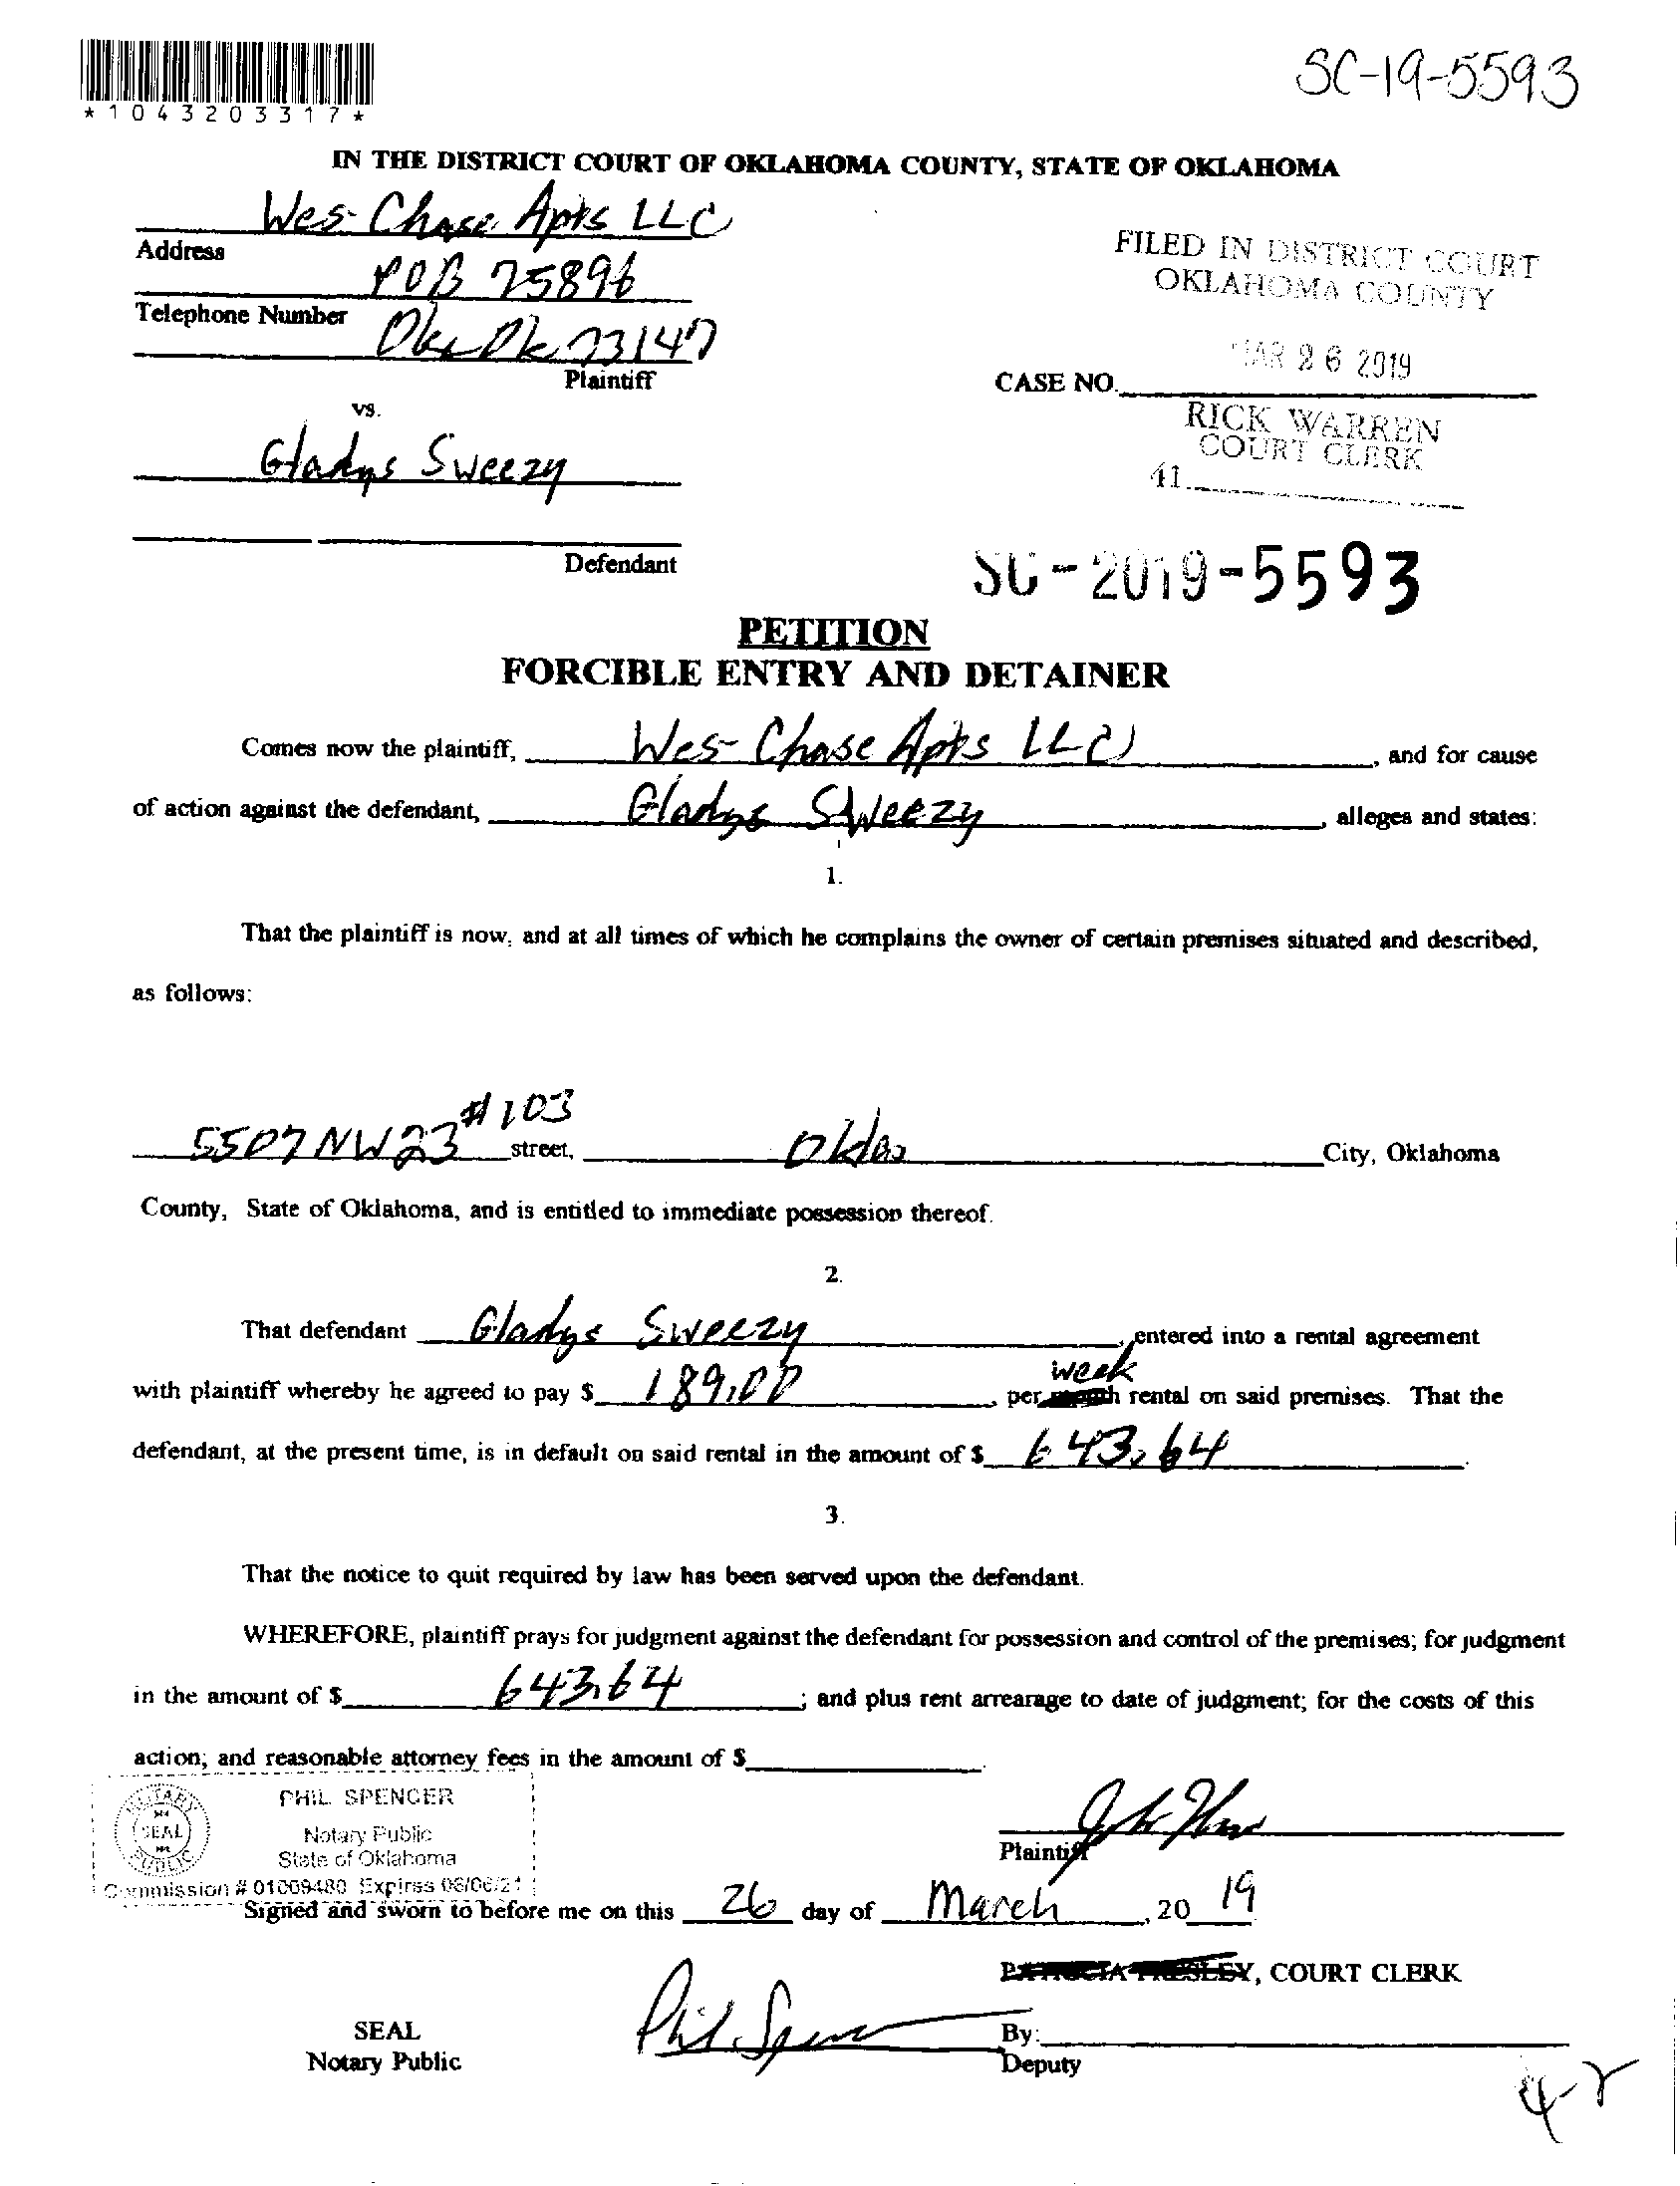 *1043203317*
SC-19-5593
IN THE DISTRICT COURT OF OKLAHOMA COUNTY, STATE OF OKLAHOMA
Wes Chase Apts LLC
Address
POB 75896
Telephone Number
Ok 73147
Plaintiff
FILED IN DISTRICT COURT
OKLAHOMA COUNTY
MAR 26 2019
CASE NO.
RICK WARREN
COURT CLERK
41
vs.
Gladys Sweezy
Defendant
SC-2019-5593
PETITION
FORCIBLE ENTRY AND DETAINER
Comes now the plaintiff, Wes Chase Apts LLC, and for cause
of action against the defendant, Gladys Sweezy, alleges and states:
1.
That the plaintiff is now, and at all times of which he complains the owner of certain premises situated and described,
as follows:
5507 NW 23 #103 street, City, Oklahoma
County, State of Oklahoma, and is entitled to immediate possession thereof.
2.
That defendant Gladys Sweezy, entered into a rental agreement
with plaintiff whereby he agreed to pay $ 189.00, per week rental on said premises. That the
defendant, at the present time, is in default on said rental in the amount of $ 643.64.
3.
That the notice to quit required by law has been served upon the defendant.
WHEREFORE, plaintiff prays for judgment against the defendant for possession and control of the premises; for judgment
in the amount of $ 643.64; and plus rent arrearage to date of judgment; for the costs of this
action; and reasonable attorney fees in the amount of $
NOTARY PUBLIC SEAL
PHIL SPENCER
Notary Public
State of Oklahoma
Commission # 01009480 Expires 08/06/21
Plaintiff
Signed and sworn to before me on this 26 day of March, 20 19
PATRICIA PRESLEY, COURT CLERK
Phil Spencer
SEAL
Notary Public
By:
Deputy
4-2